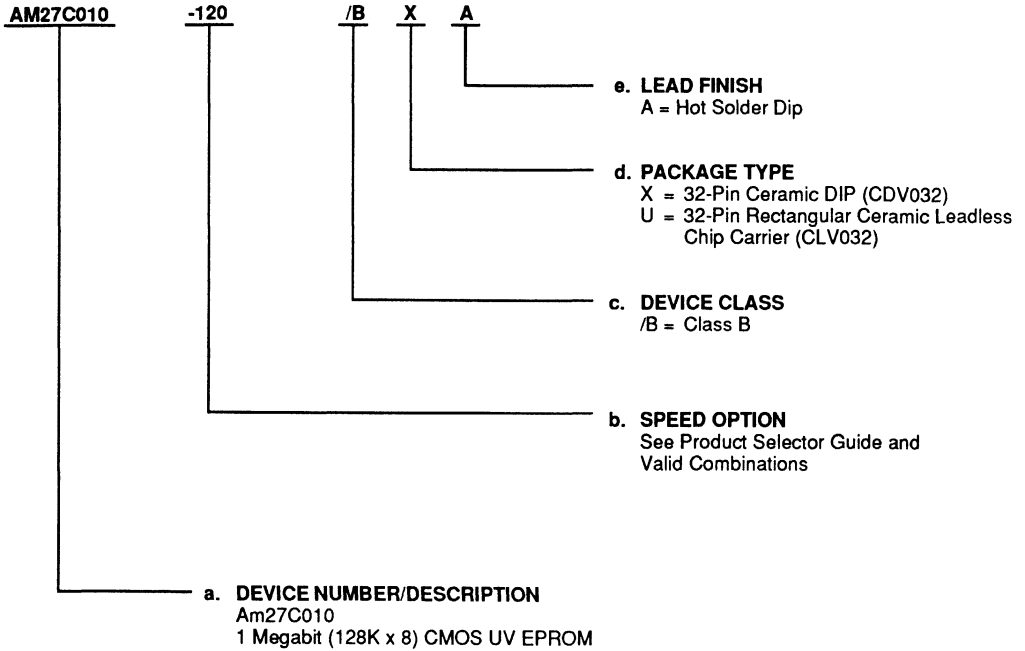 AM27C010 -120 /B X A
e. LEAD FINISH
A = Hot Solder Dip
d. PACKAGE TYPE
X = 32-Pin Ceramic DIP (CDV032)
U = 32-Pin Rectangular Ceramic Leadless
Chip Carrier (CLV032)
c. DEVICE CLASS
/B = Class B
b. SPEED OPTION
See Product Selector Guide and
Valid Combinations
a. DEVICE NUMBER/DESCRIPTION
Am27C010
1 Megabit (128K x 8) CMOS UV EPROM